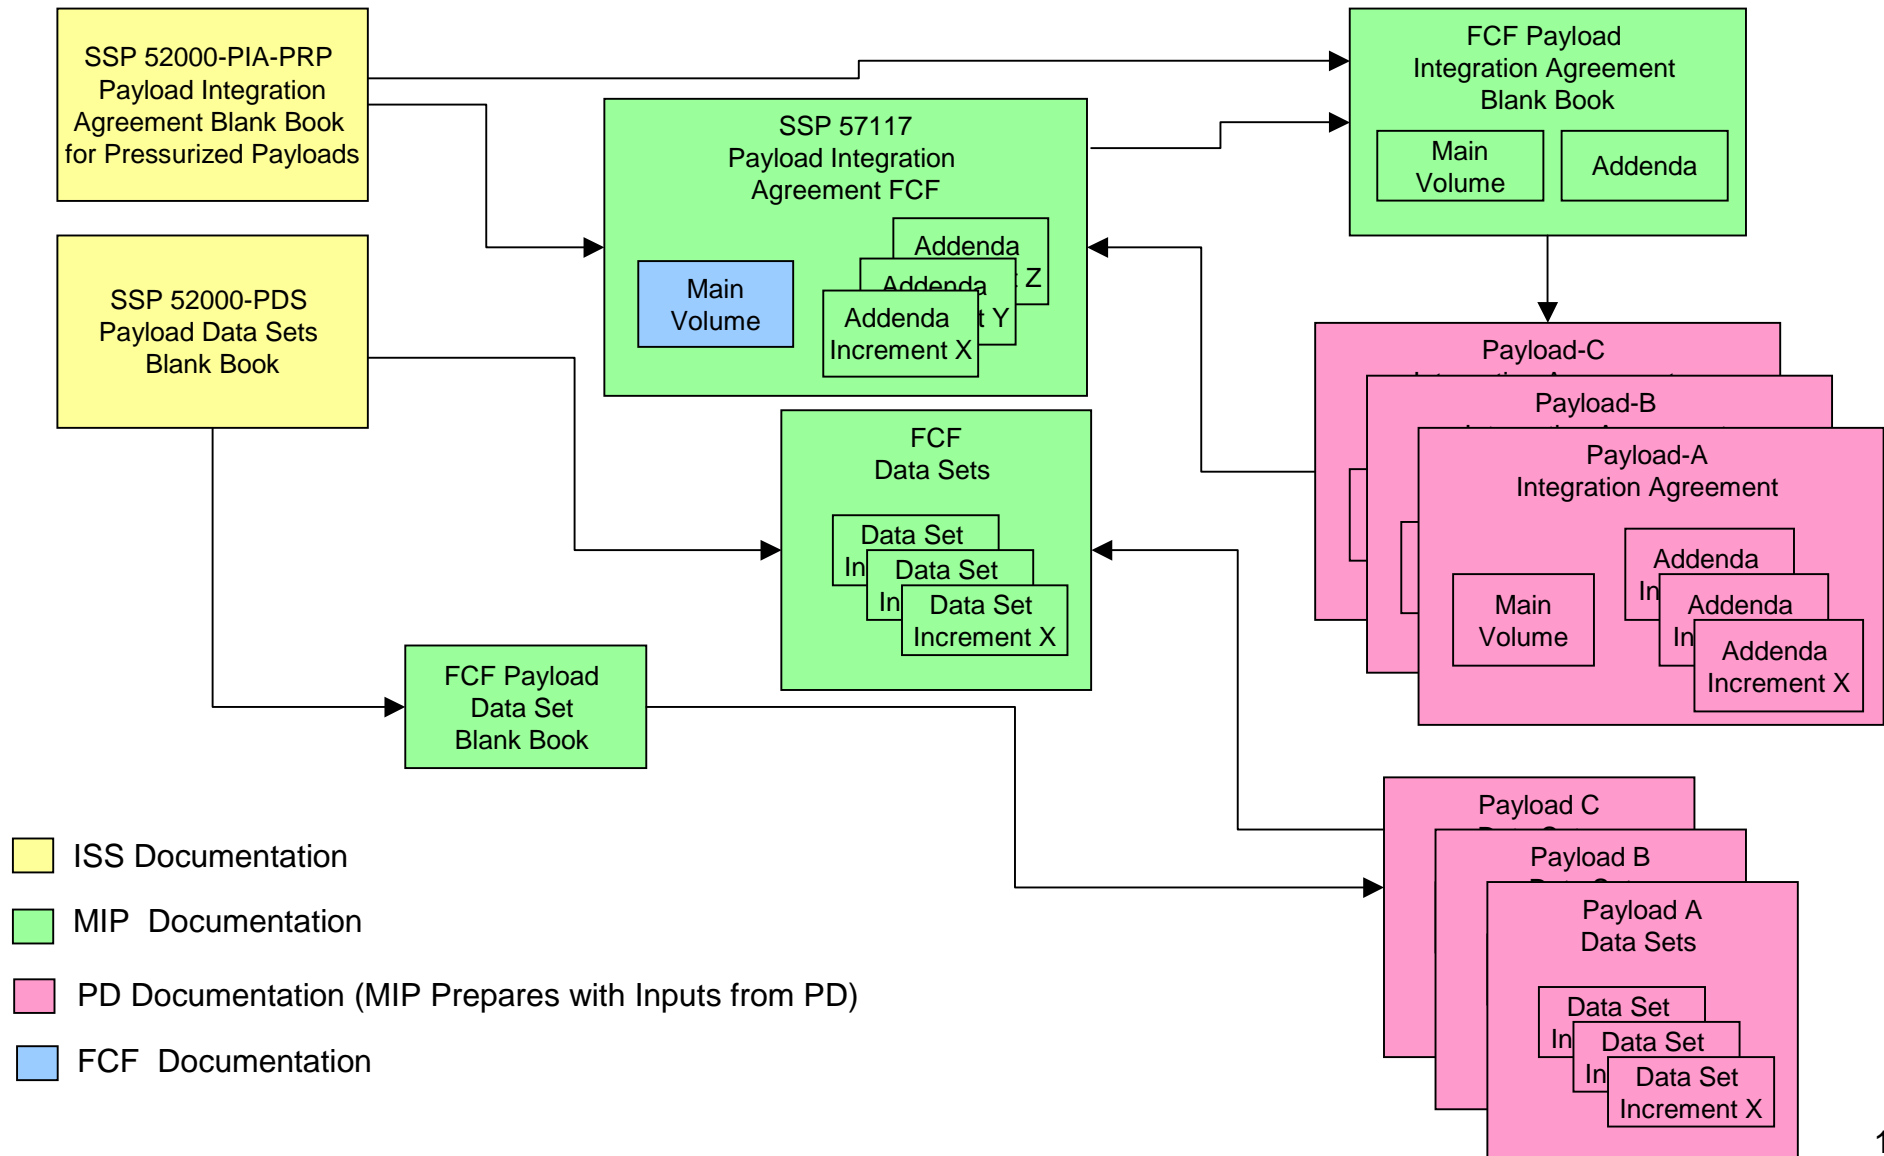 SSP 52000-PIA-PRP
Payload Integration
Agreement Blank Book
for Pressurized Payloads
SSP 52000-PDS
Payload Data Sets
Blank Book
SSP 57117
Payload Integration
Agreement FCF
Main
Volume
Addenda
Z
Addenda
t Y
Addenda
Increment X
FCF Payload
Integration Agreement
Blank Book
Main
Volume
Addenda
FCF
Data Sets
Data Set
In
Data Set
In
Data Set
Increment X
FCF Payload
Data Set
Blank Book
Payload-C
Payload-B
Payload-A
Integration Agreement
Main
Volume
Addenda
In
Addenda
In
Addenda
Increment X
Payload C
Payload B
Payload A
Data Sets
Data Set
In
Data Set
In
Data Set
Increment X
ISS Documentation
MIP Documentation
PD Documentation (MIP Prepares with Inputs from PD)
FCF Documentation
1